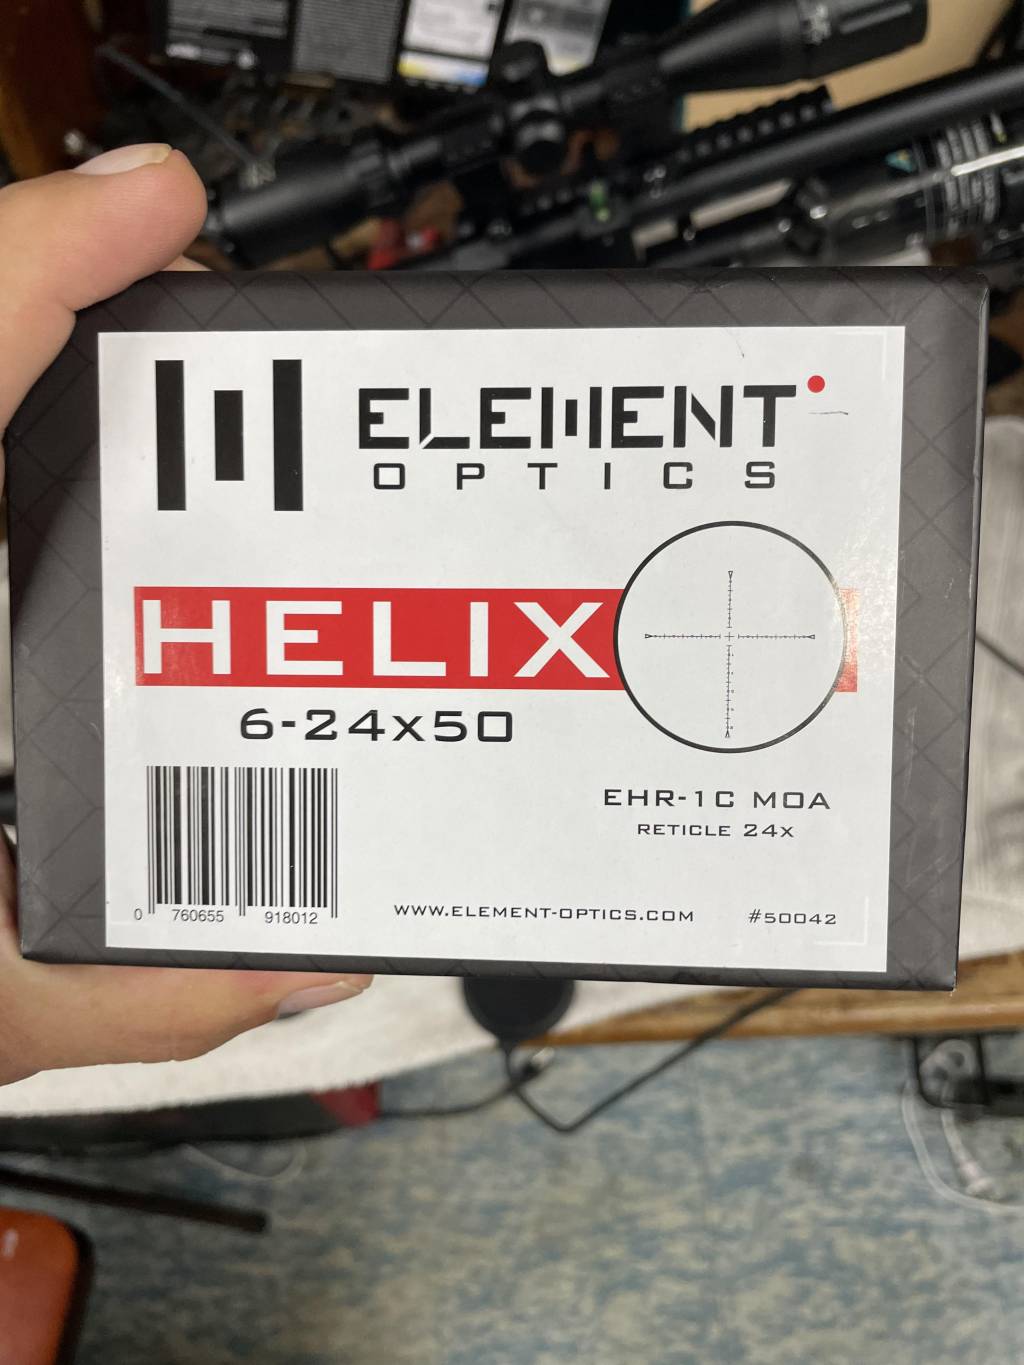 ELEMENT
OPTICS
HELIX
6-24x50
EHR-1C MOA
RETICLE 24X
0 760655 918012
WWW.ELEMENT-OPTICS.COM
#50042